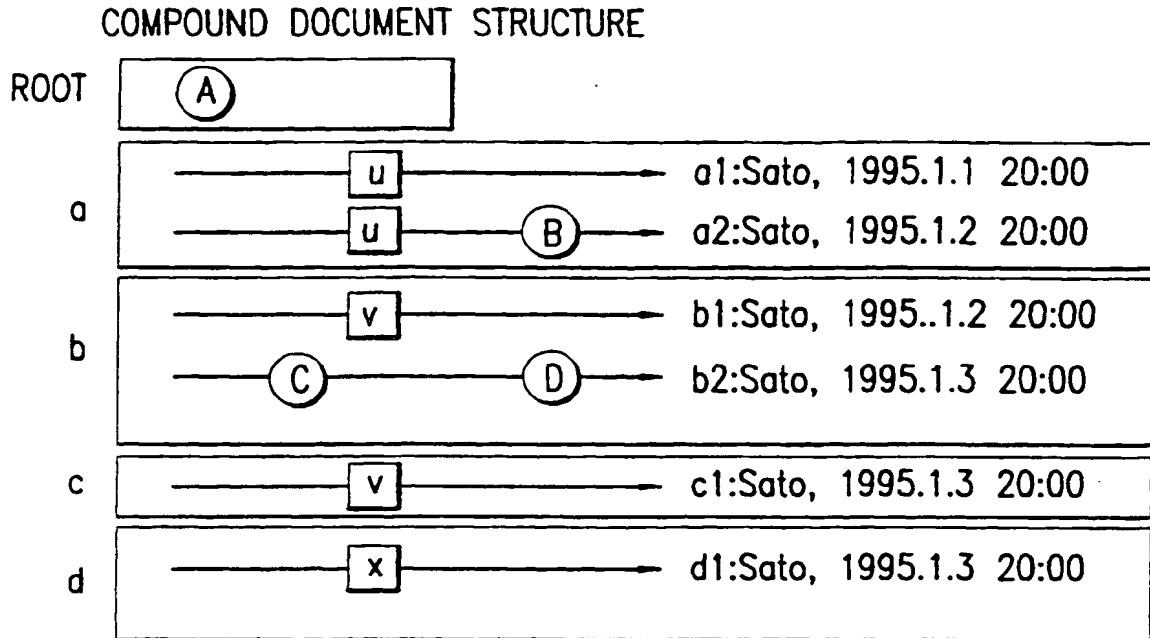 COMPOUND DOCUMENT STRUCTURE
ROOT A
a
u a1:Sato, 1995.1.1 20:00
u B a2:Sato, 1995.1.2 20:00
b
v b1:Sato, 1995..1.2 20:00
C D b2:Sato, 1995.1.3 20:00
c v c1:Sato, 1995.1.3 20:00
d x d1:Sato, 1995.1.3 20:00